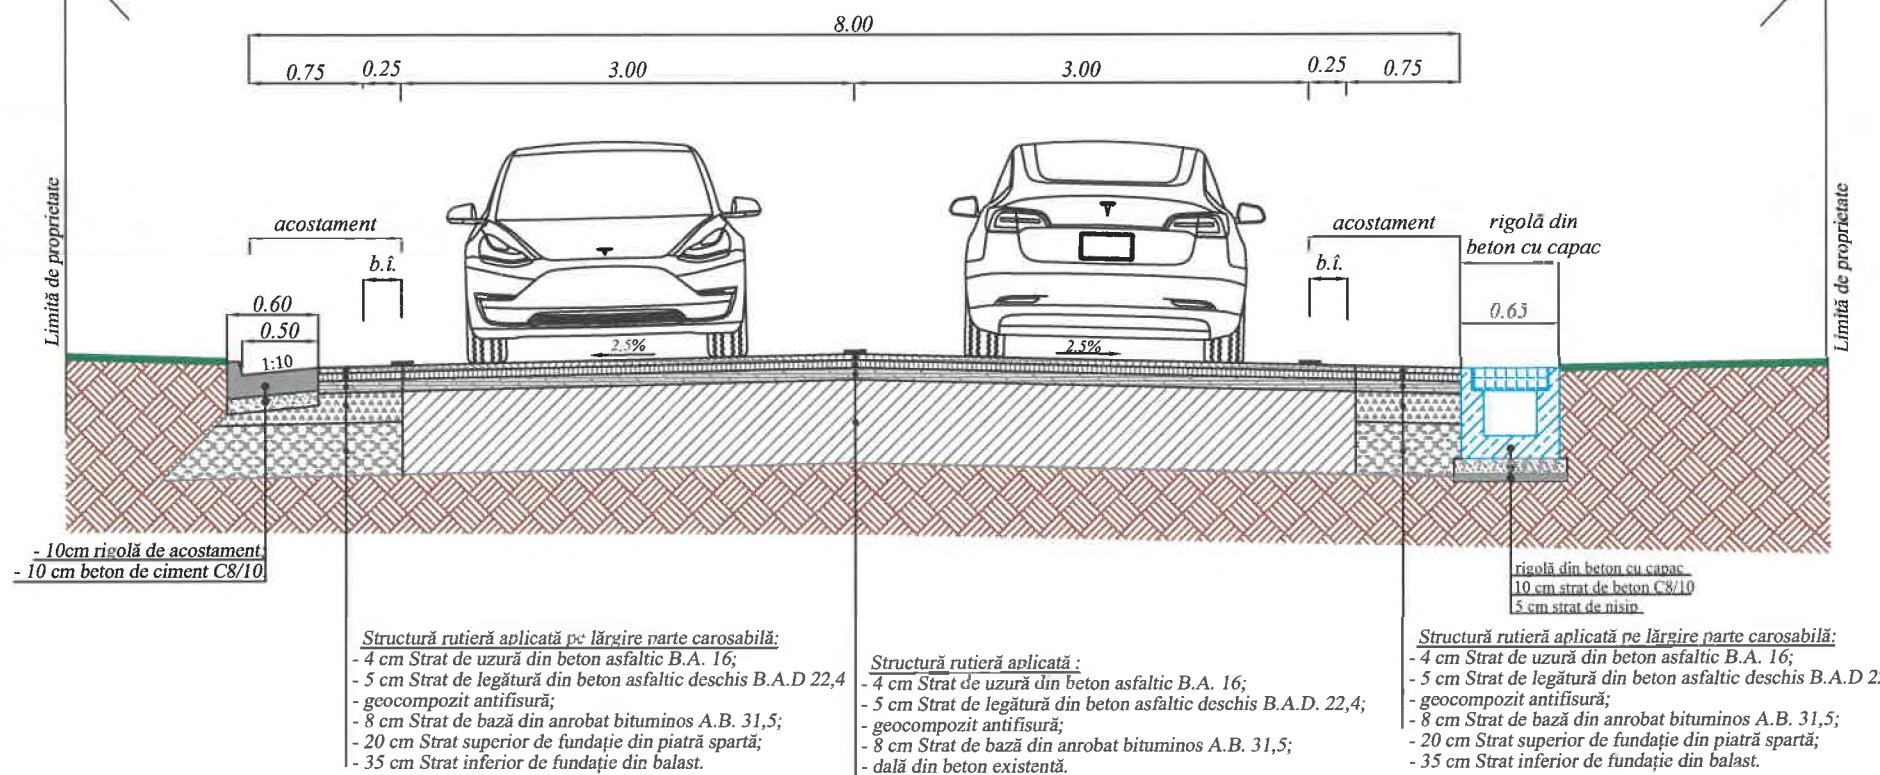 8.00
0.75 0.25 3.00 3.00 0.25 0.75
Limită de proprietate
acostament
b.î.
0.60
0.50
1:10
2.5%
2.5%
acostament
b.î.
rigolă din
beton cu capac
0.65
Limită de proprietate
- 10cm rigolă de acostament;
- 10 cm beton de ciment C8/10.
rigolă din beton cu capac
10 cm strat de beton C8/10
5 cm strat de nisip
Structură rutieră aplicată pe lărgire parte carosabilă:
- 4 cm Strat de uzură din beton asfaltic B.A. 16;
- 5 cm Strat de legătură din beton asfaltic deschis B.A.D 22,4
- geocompozit antifisură;
- 8 cm Strat de bază din anrobat bituminos A.B. 31,5;
- 20 cm Strat superior de fundație din piatră spartă;
- 35 cm Strat inferior de fundație din balast.
Structură rutieră aplicată :
- 4 cm Strat de uzură din beton asfaltic B.A. 16;
- 5 cm Strat de legătură din beton asfaltic deschis B.A.D. 22,4;
- geocompozit antifisură;
- 8 cm Strat de bază din anrobat bituminos A.B. 31,5;
- dală din beton existentă.
Structură rutieră aplicată pe lărgire parte carosabilă:
- 4 cm Strat de uzură din beton asfaltic B.A. 16;
- 5 cm Strat de legătură din beton asfaltic deschis B.A.D 22
- geocompozit antifisură;
- 8 cm Strat de bază din anrobat bituminos A.B. 31,5;
- 20 cm Strat superior de fundație din piatră spartă;
- 35 cm Strat inferior de fundație din balast.